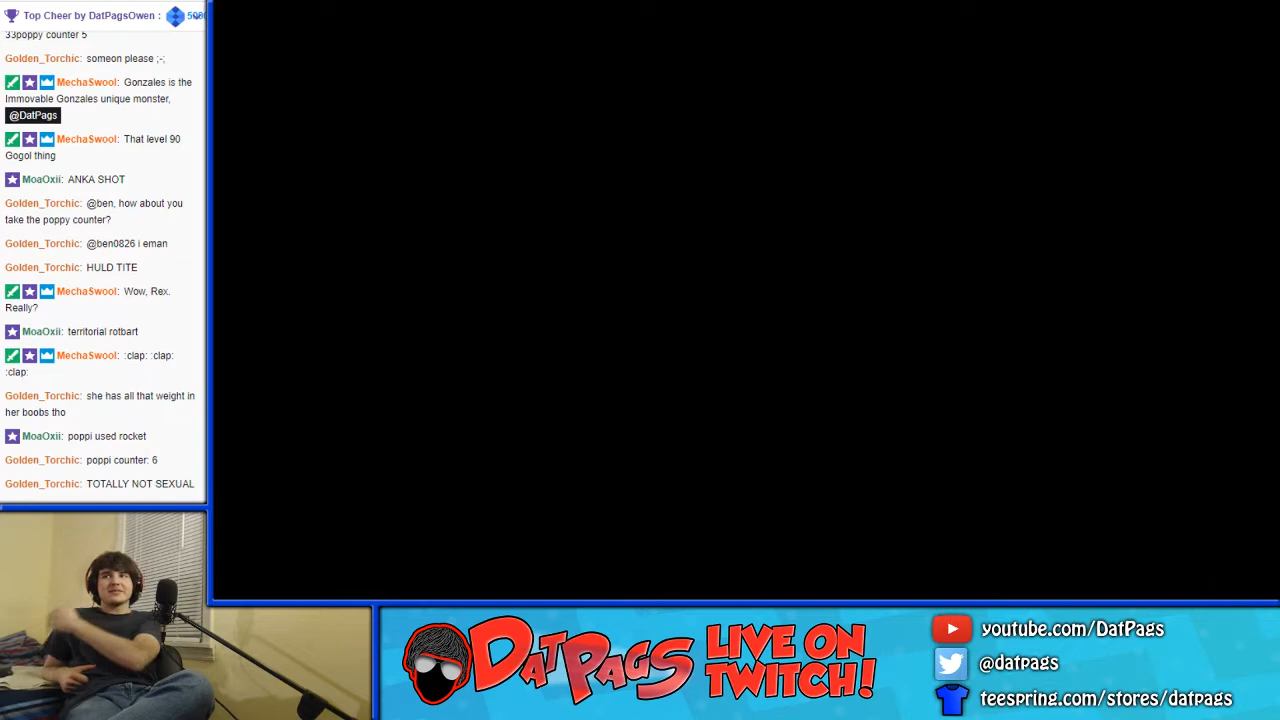 Top Cheer by DatPagsOwen :
33poppy counter 5
Golden_Torchic: someon please ;-;
MechaSwool: Gonzales is the
Immovable Gonzales unique monster,
@DatPags
MechaSwool: That level 90
Gogol thing
MoaOxii: ANKA SHOT
Golden_Torchic: @ben, how about you
take the poppy counter?
Golden_Torchic: @ben0826 i eman
Golden_Torchic: HULD TITE
MechaSwool: Wow, Rex.
Really?
MoaOxii: territorial rotbart
MechaSwool: :clap: :clap:
:clap:
Golden_Torchic: she has all that weight in
her boobs tho
MoaOxii: poppi used rocket
Golden_Torchic: poppi counter: 6
Golden_Torchic: TOTALLY NOT SEXUAL
DATPAGS LIVE ON
TWITCH!
youtube.com/DatPags
@datpags
teespring.com/stores/datpags